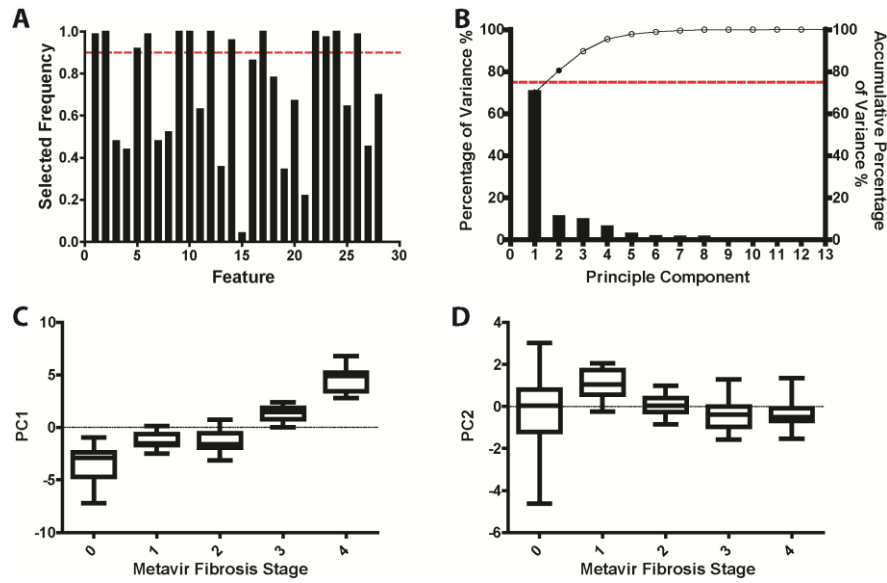 A
Selected Frequency
1.0
0.8
0.6
0.4
0.2
0.0
0 5 10 15 20 25 30
Feature
B
Percentage of Variance %
100
80
60
40
20
0
100
80
60
40
20
0
Accumulative Percentage
of Variance %
0 1 2 3 4 5 6 7 8 9 10 11 12 13
Principle Component
C
PC1
10
5
0
-5
-10
0 1 2 3 4
Metavir Fibrosis Stage
D
PC2
4
2
0
-2
-4
-6
0 1 2 3 4
Metavir Fibrosis Stage